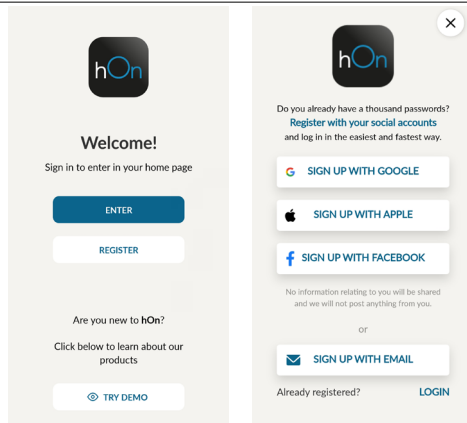 hOn
Welcome!
Sign in to enter in your home page
ENTER
REGISTER
Are you new to hOn?
Click below to learn about our
products
TRY DEMO
hOn
Do you already have a thousand passwords?
Register with your social accounts
and log in in the easiest and fastest way.
SIGN UP WITH GOOGLE
SIGN UP WITH APPLE
SIGN UP WITH FACEBOOK
No information relating to you will be shared
and we will not post anything from you.
or
SIGN UP WITH EMAIL
Already registered? LOGIN